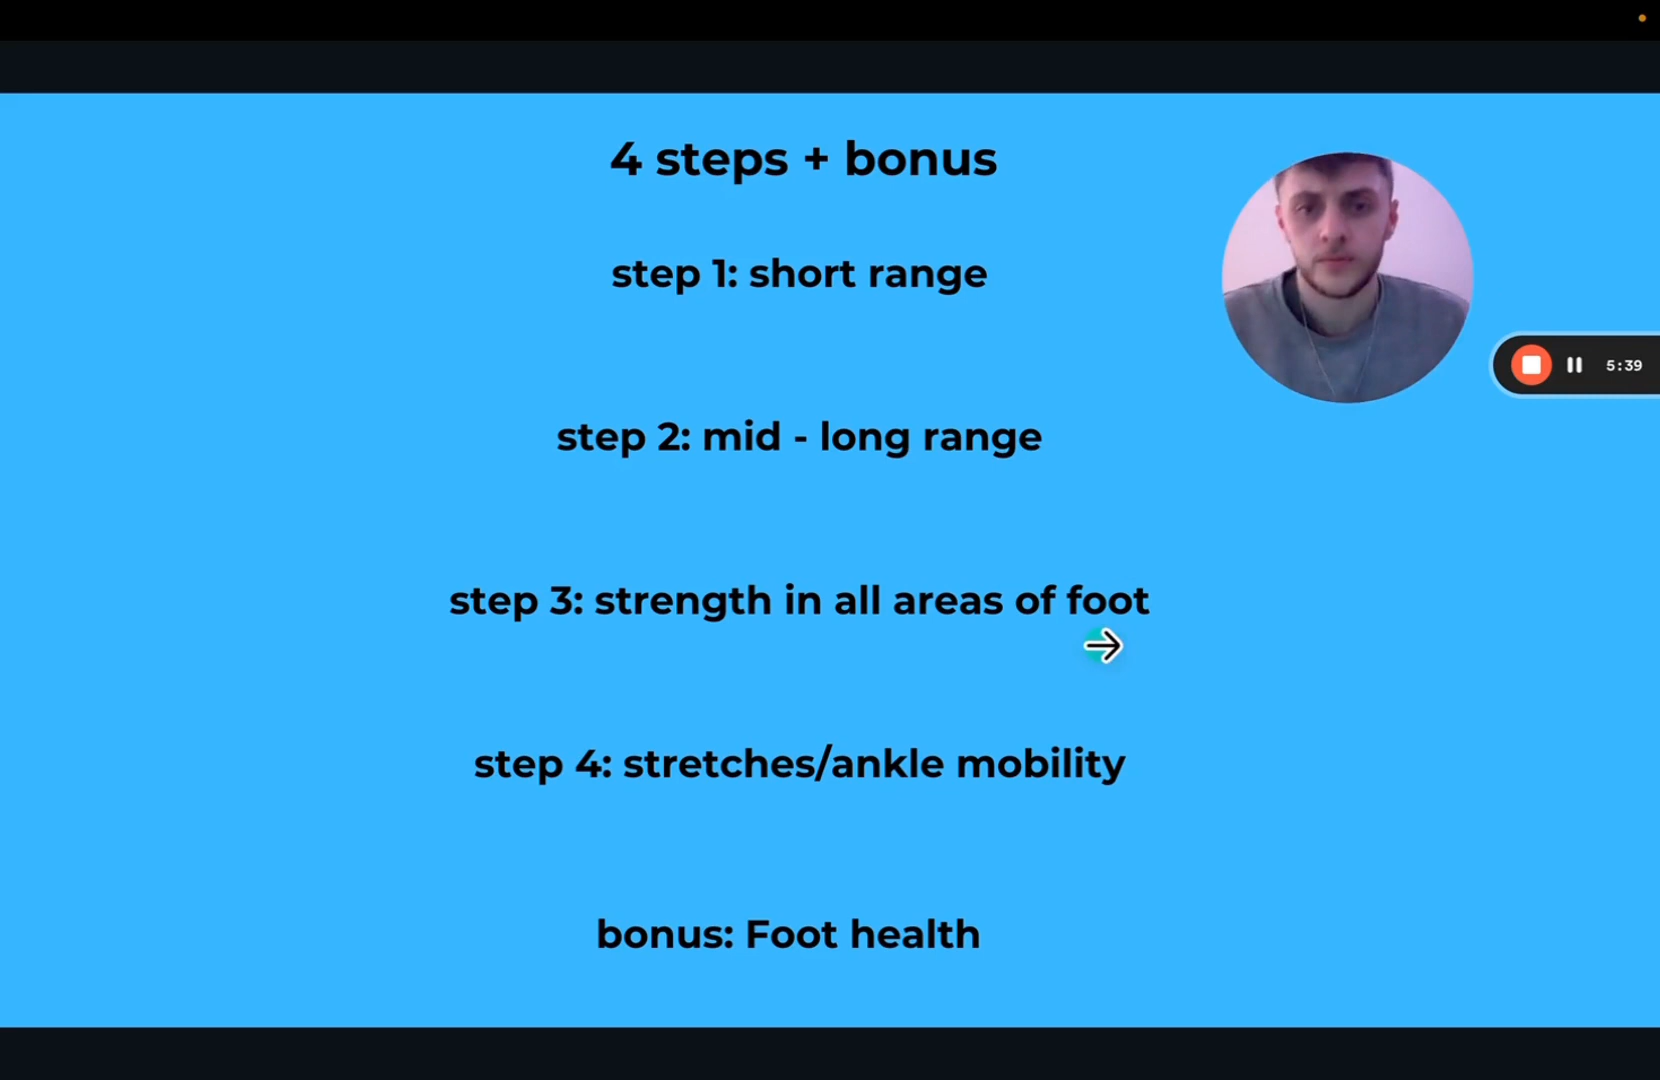 4 steps + bonus
step 1: short range
5:39
step 2: mid - long range
step 3: strength in all areas of foot
step 4: stretches/ankle mobility
bonus: Foot health